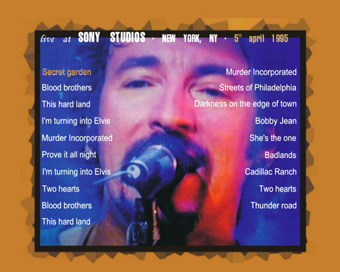 live at SONY STUDIOS - NEW YORK, NY - 5° april 1995
Secret garden
Blood brothers
This hard land
I'm turning into Elvis
Murder Incorporated
Prove it all night
I'm turning into Elvis
Two hearts
Blood brothers
This hard land
Murder Incorporated
Streets of Philadelphia
Darkness on the edge of town
Bobby Jean
She's the one
Badlands
Cadillac Ranch
Two hearts
Thunder road